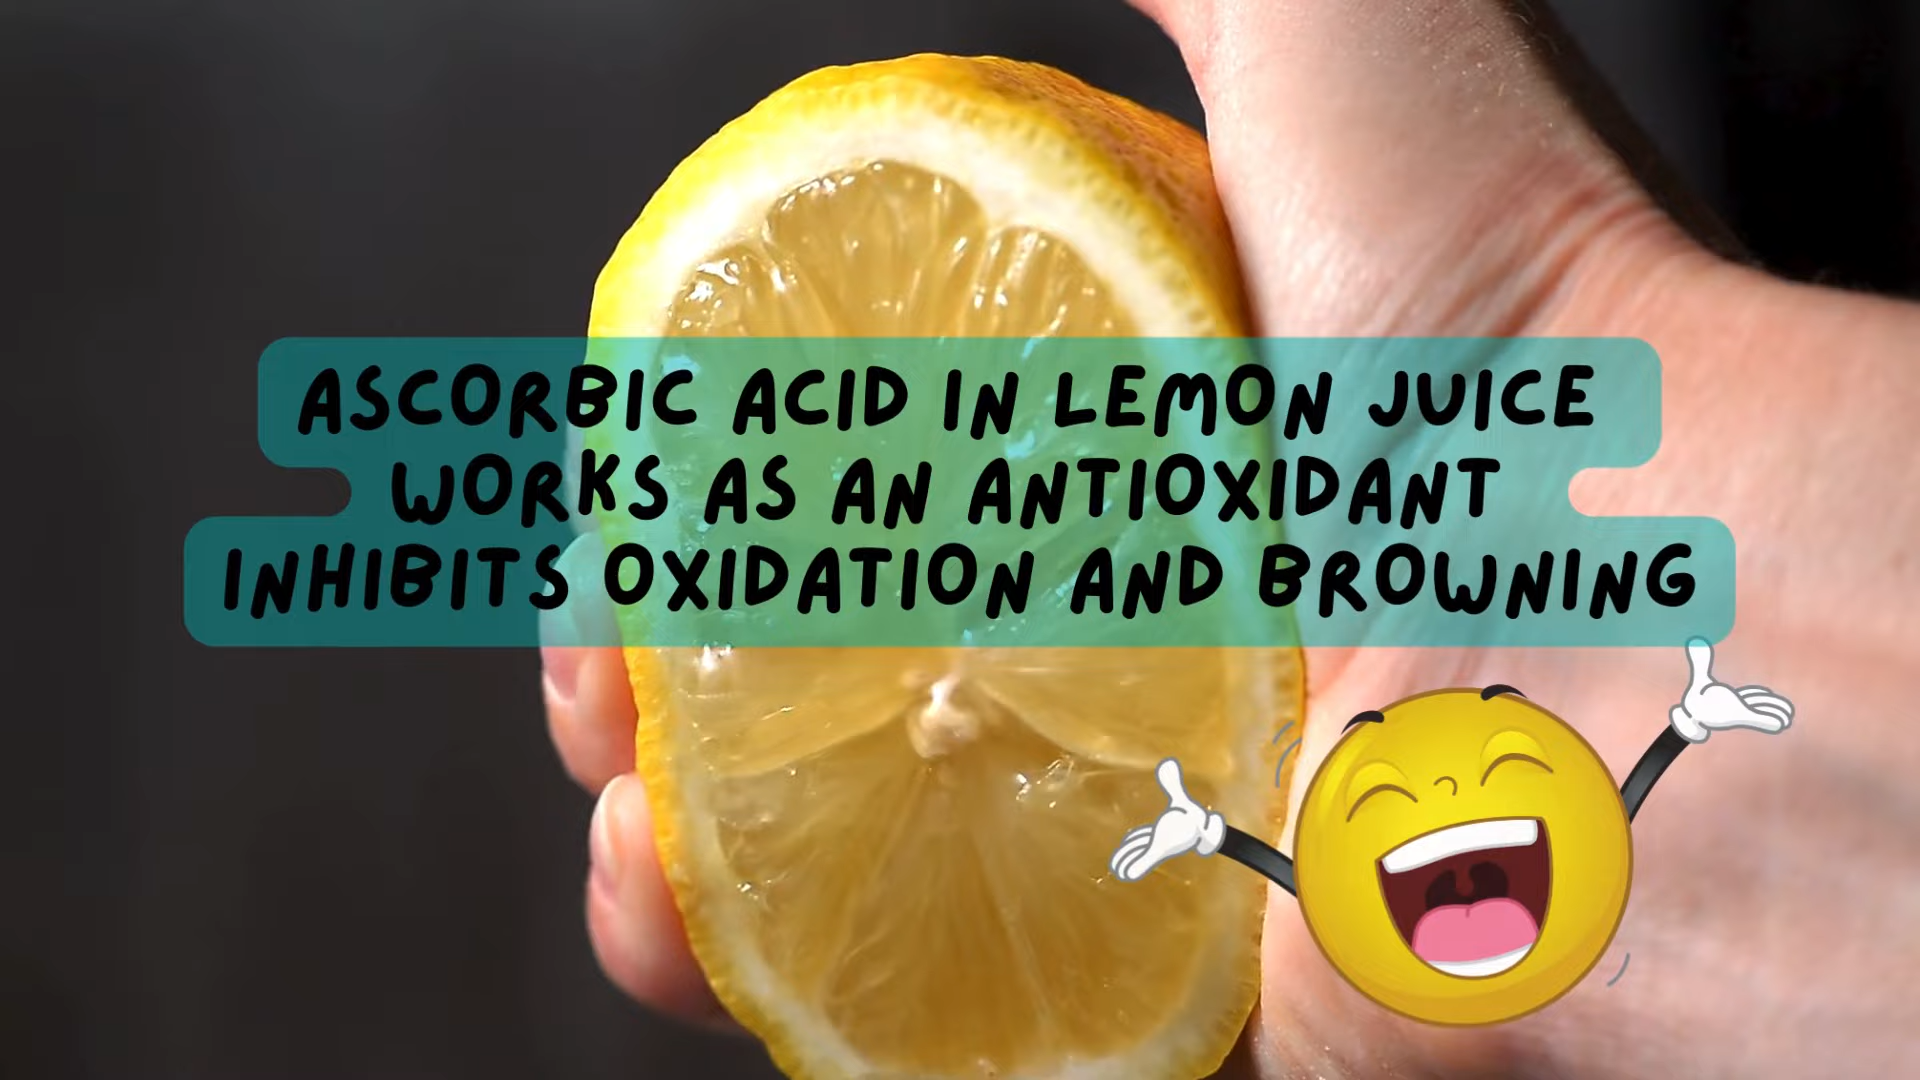 ASCORBIC ACID IN LEMON JUICE
WORKS AS AN ANTIOXIDANT
INHIBITS OXIDATION AND BROWNING